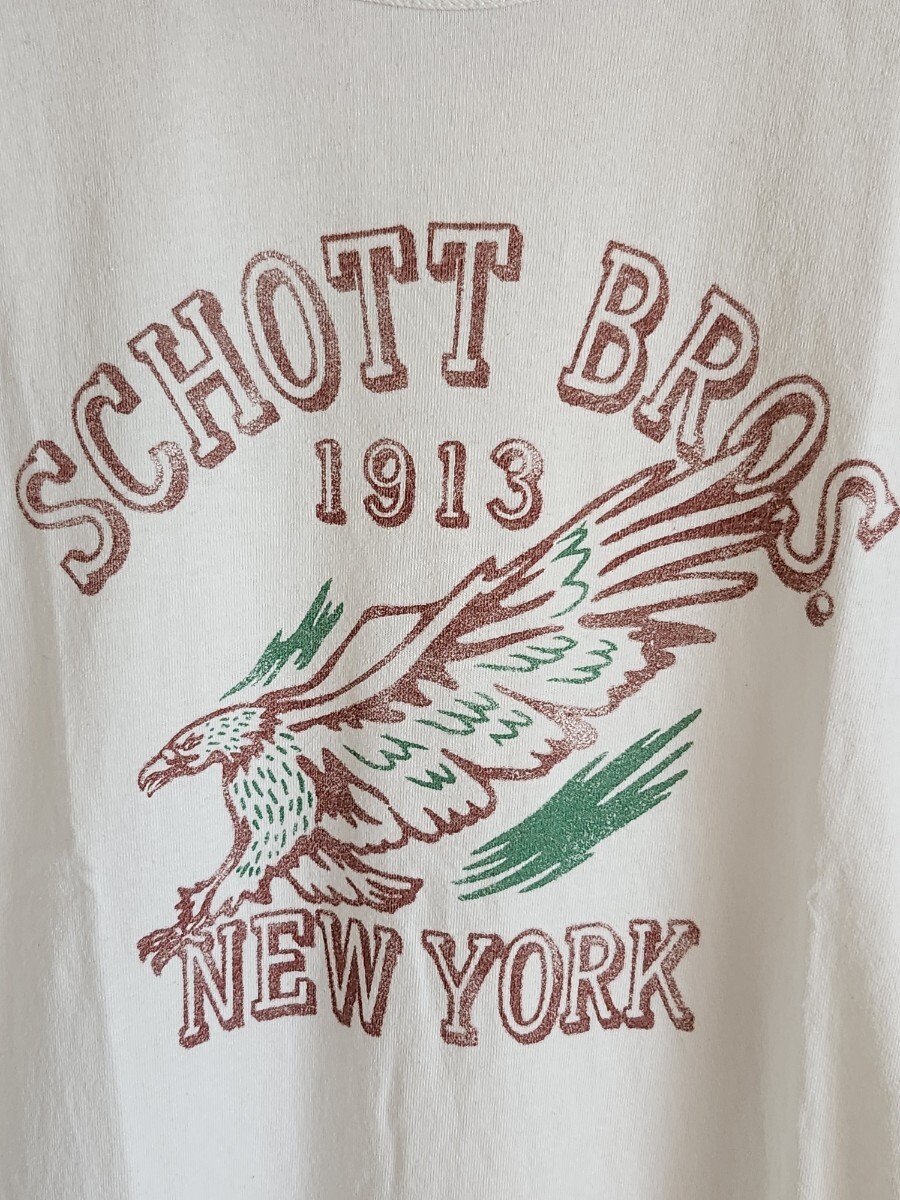 SCHOTT BROS.
1913
NEW YORK